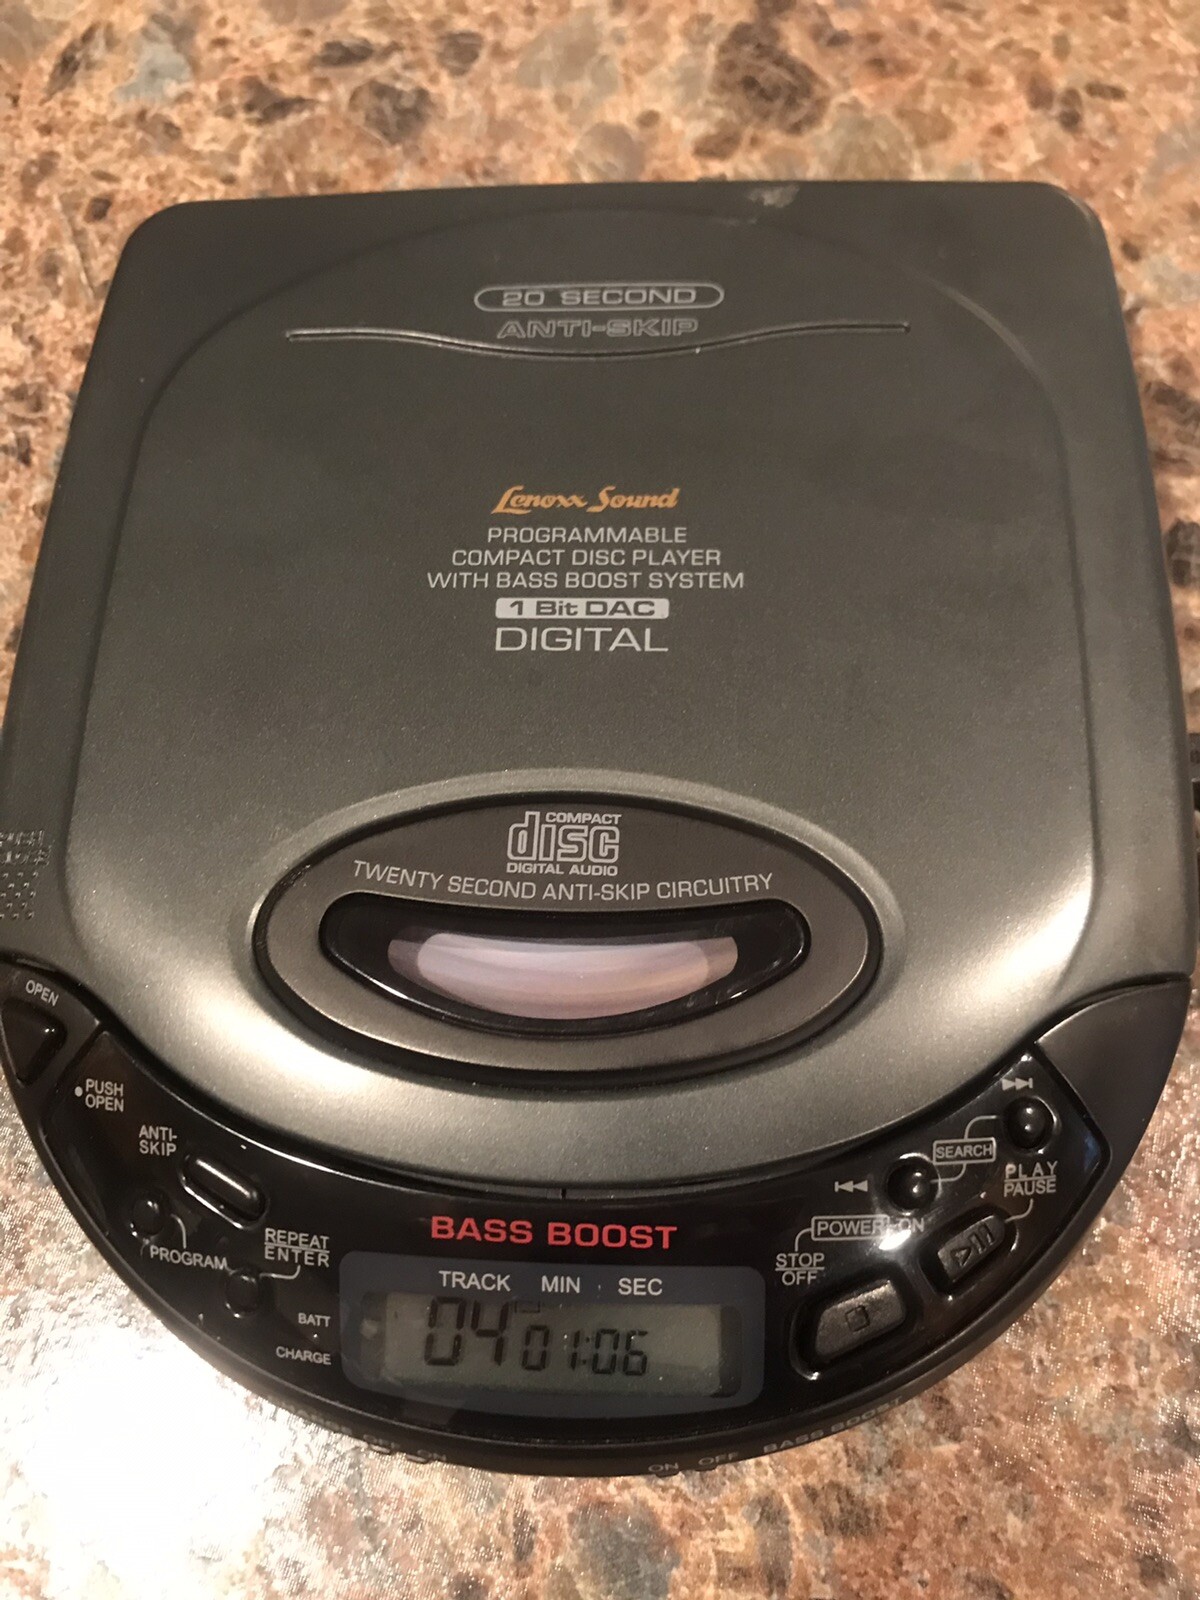 20 SECOND
ANTI-SKIP
Lenoxx Sound
PROGRAMMABLE
COMPACT DISC PLAYER
WITH BASS BOOST SYSTEM
1 Bit DAC
DIGITAL
COMPACT
disc
DIGITAL AUDIO
TWENTY SECOND ANTI-SKIP CIRCUITRY
OPEN
PUSH
OPEN
ANTI-
SKIP
PROGRAM
REPEAT
ENTER
BATT
CHARGE
BASS BOOST
TRACK MIN SEC
04 01:06
SEARCH
PLAY
PAUSE
POWER ON
STOP
OFF
OFF ON
ON OFF BASS BOOST